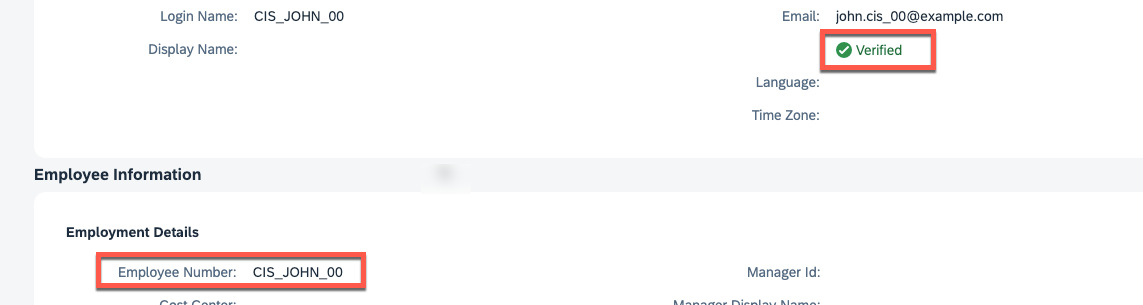 Login Name: CIS_JOHN_00
Email: john.cis_00@example.com
Display Name:
Verified
Language:
Time Zone:
Employee Information
Employment Details
Employee Number: CIS_JOHN_00
Manager Id:
Cost Center:
Manager Display Name: